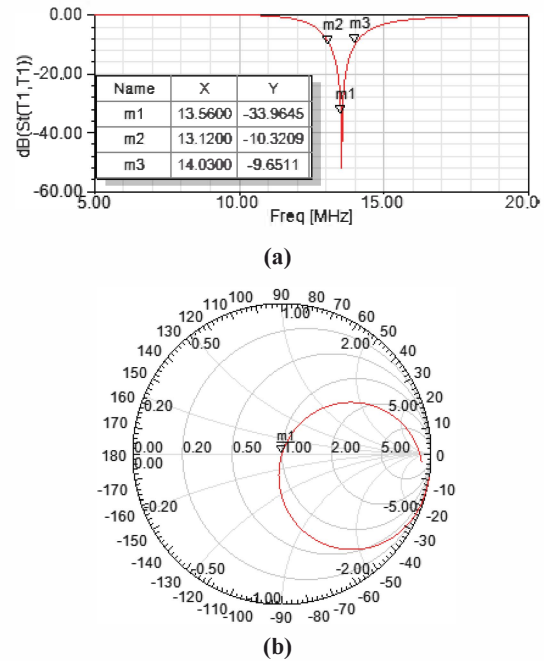 0.00
-20.00
-40.00
-60.00
dB(St(T1,T1))
m2 m3
m1
Name X Y
m1 13.5600 -33.9645
m2 13.1200 -10.3209
m3 14.0300 -9.6511
5.00 10.00 15.00 20.0
Freq [MHz]
(a)
90
110 100 80 70
120 60
130 50
140 40
150 30
160 20
170 10
180 0
-170 -10
-160 -20
-150 -30
-140 -40
-130 -50
-120 -60
-110 -100 -90 -80 -70
1.00
0.50 2.00
0.20 5.00
m1
0.00 0.20 0.50 1.00 2.00 5.00
0.00
-0.20 -5.00
-0.50 -2.00
-1.00
(b)